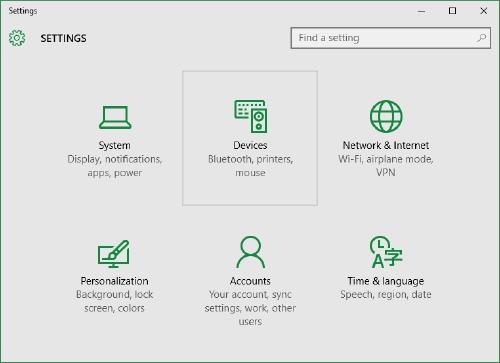 Settings
SETTINGS
Find a setting
System
Display, notifications,
apps, power
Devices
Bluetooth, printers,
mouse
Network & Internet
Wi-Fi, airplane mode,
VPN
Personalization
Background, lock
screen, colors
Accounts
Your account, sync
settings, work, other
users
A字
Time & language
Speech, region, date